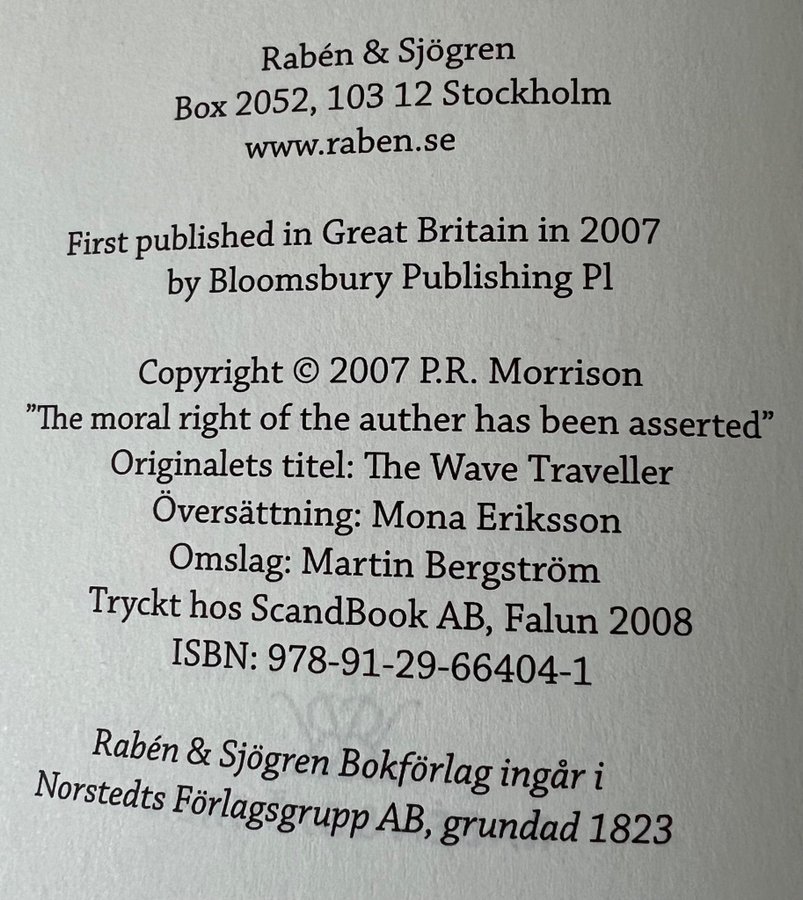 Rabén & Sjögren
Box 2052, 103 12 Stockholm
www.raben.se
First published in Great Britain in 2007
by Bloomsbury Publishing Pl
Copyright © 2007 P.R. Morrison
”The moral right of the auther has been asserted”
Originalets titel: The Wave Traveller
Översättning: Mona Eriksson
Omslag: Martin Bergström
Tryckt hos ScandBook AB, Falun 2008
ISBN: 978-91-29-66404-1
Rabén & Sjögren Bokförlag ingår i
Norstedts Förlagsgrupp AB, grundad 1823